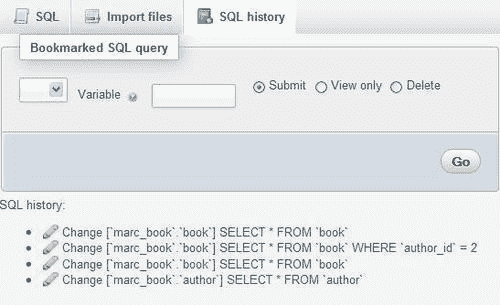 SQL Import files SQL history
Bookmarked SQL query
Variable Submit View only Delete
Go
SQL history:
Change [`marc_book`.`book`] SELECT * FROM `book`
Change [`marc_book`.`book`] SELECT * FROM `book` WHERE `author_id` = 2
Change [`marc_book`.`book`] SELECT * FROM `book`
Change [`marc_book`.`author`] SELECT * FROM `author`